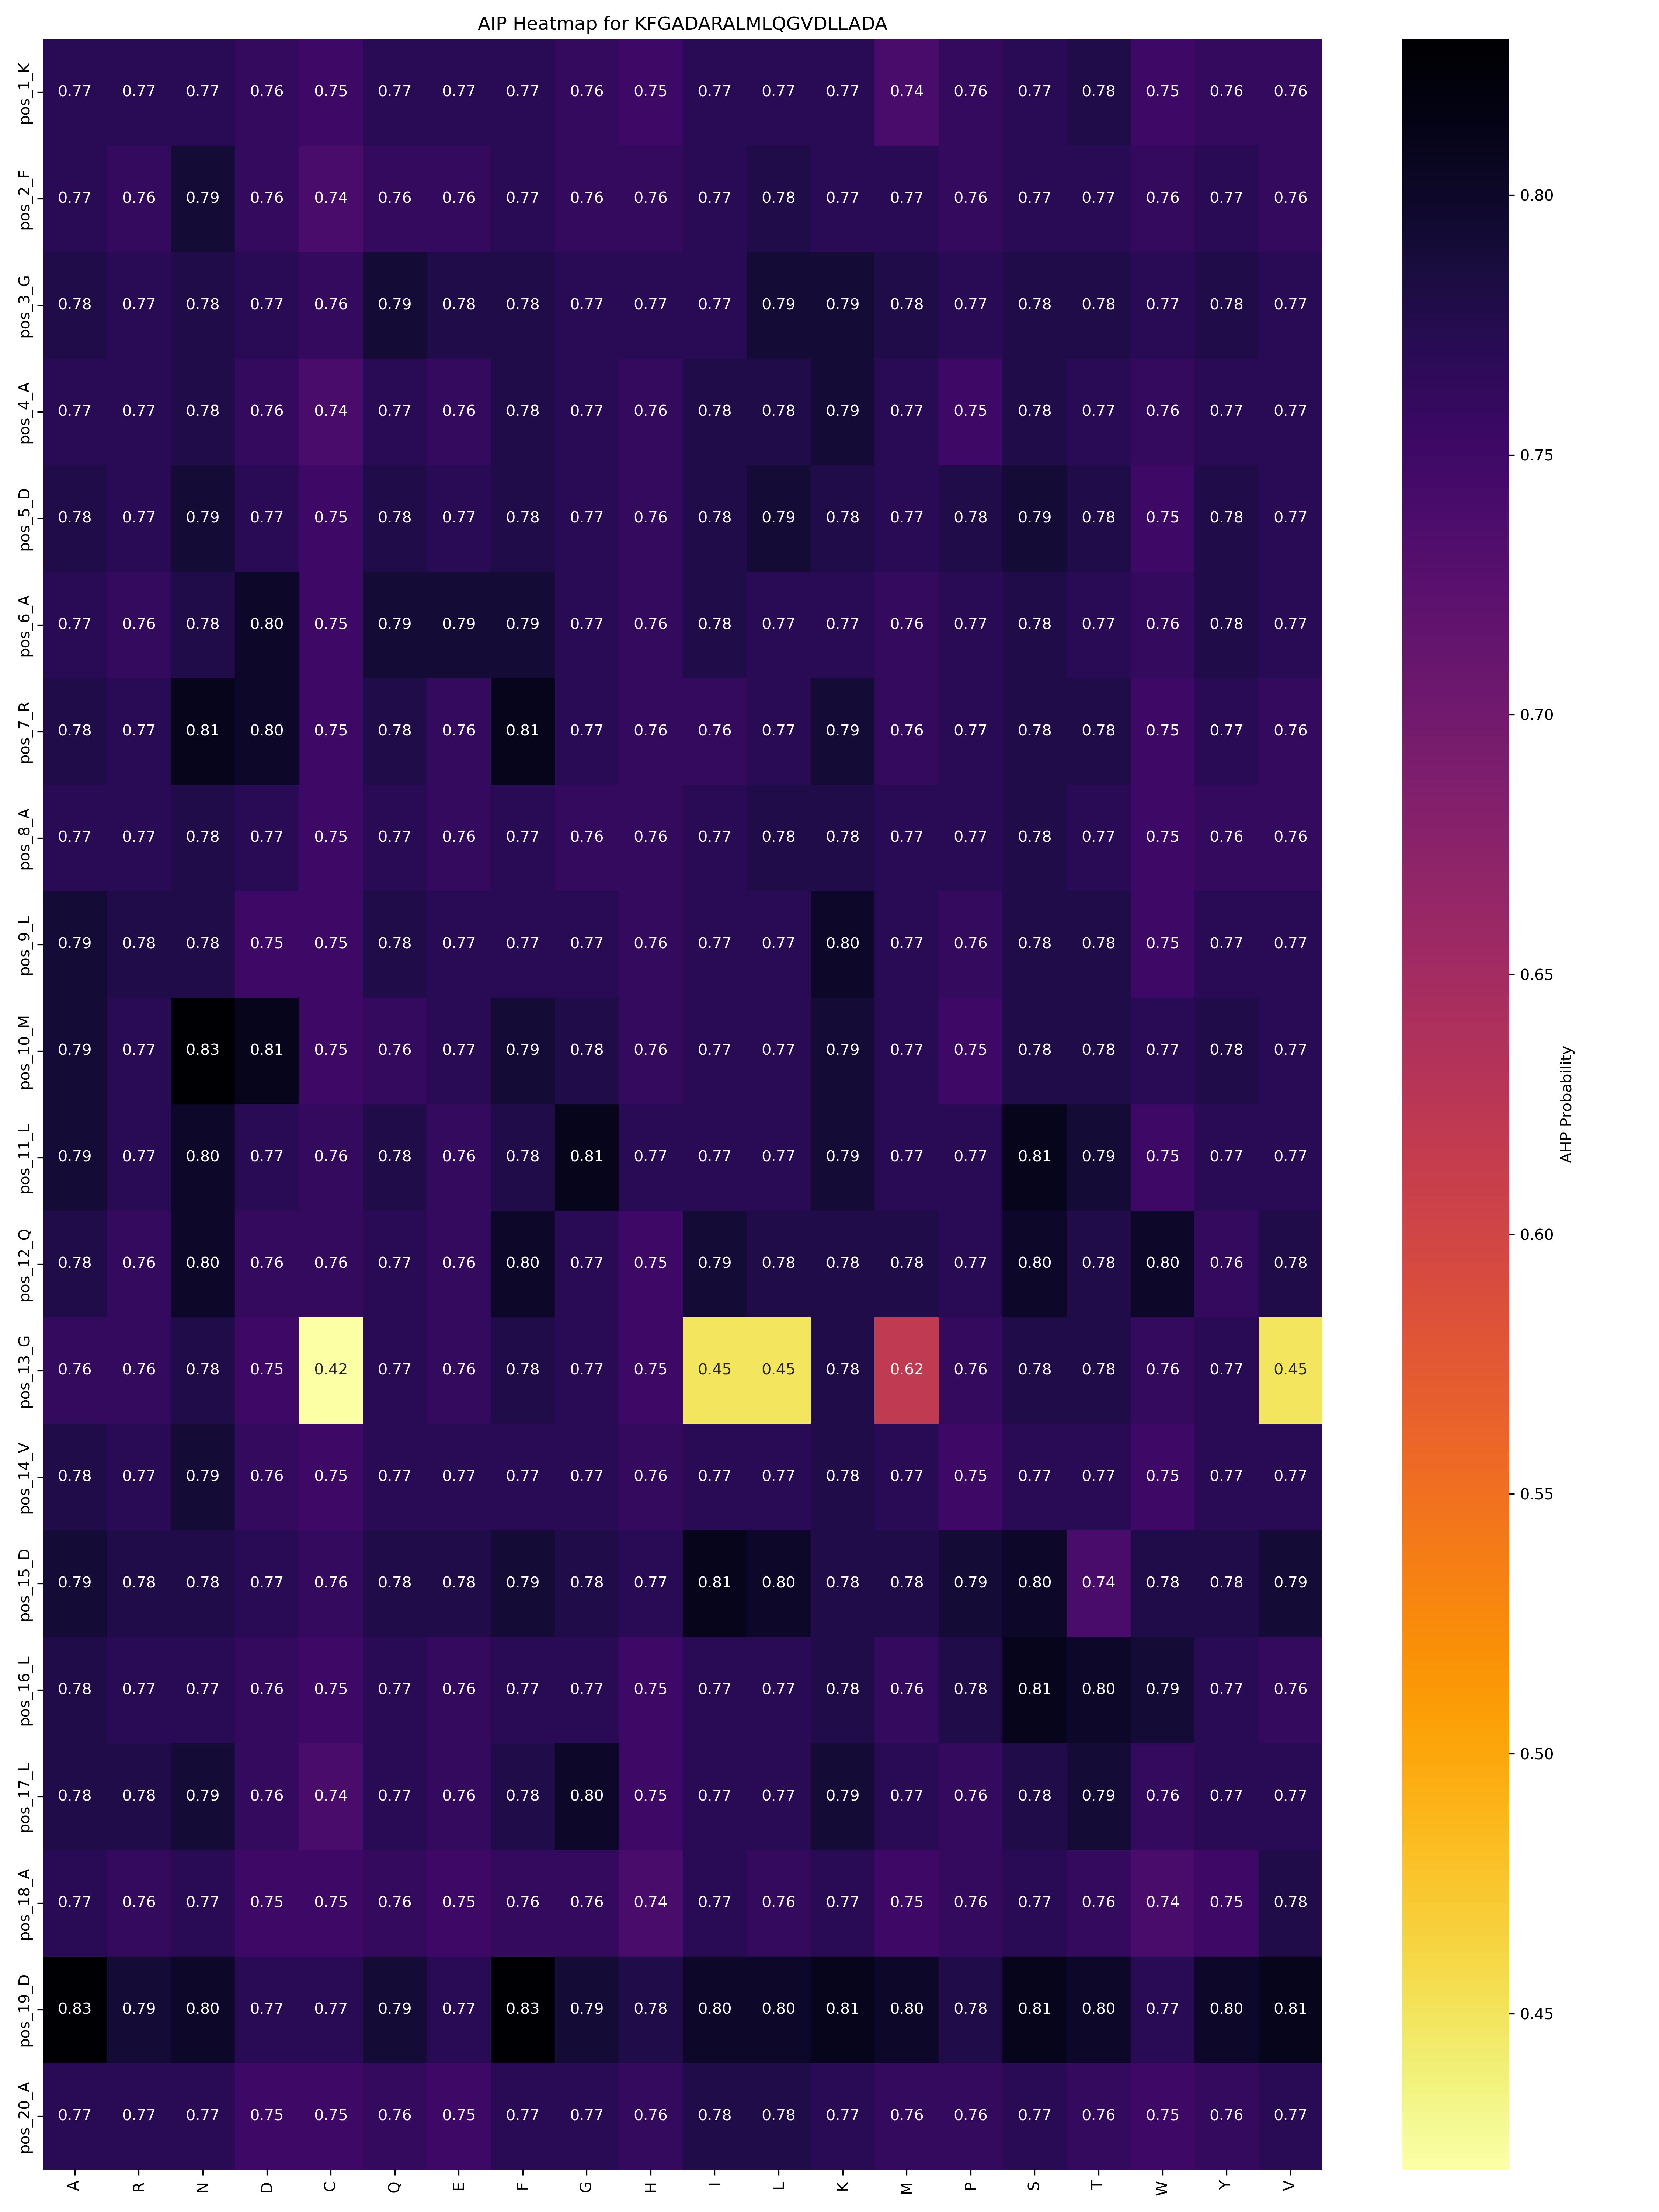 AIP Heatmap for KFGADARALMLQGVDLLADA
pos_1_K 0.77 0.77 0.77 0.76 0.75 0.77 0.77 0.77 0.76 0.75 0.77 0.77 0.77 0.74 0.76 0.77 0.78 0.75 0.76 0.76
pos_2_F 0.77 0.76 0.79 0.76 0.74 0.76 0.76 0.77 0.76 0.76 0.77 0.78 0.77 0.77 0.76 0.77 0.77 0.76 0.77 0.76
pos_3_G 0.78 0.77 0.78 0.77 0.76 0.79 0.78 0.78 0.77 0.77 0.77 0.79 0.79 0.78 0.77 0.78 0.78 0.77 0.78 0.77
pos_4_A 0.77 0.77 0.78 0.76 0.74 0.77 0.76 0.78 0.77 0.76 0.78 0.78 0.79 0.77 0.75 0.78 0.77 0.76 0.77 0.77
pos_5_D 0.78 0.77 0.79 0.77 0.75 0.78 0.77 0.78 0.77 0.76 0.78 0.79 0.78 0.77 0.78 0.79 0.78 0.75 0.78 0.77
pos_6_A 0.77 0.76 0.78 0.80 0.75 0.79 0.79 0.79 0.77 0.76 0.78 0.77 0.77 0.76 0.77 0.78 0.77 0.76 0.78 0.77
pos_7_R 0.78 0.77 0.81 0.80 0.75 0.78 0.76 0.81 0.77 0.76 0.76 0.77 0.79 0.76 0.77 0.78 0.78 0.75 0.77 0.76
pos_8_A 0.77 0.77 0.78 0.77 0.75 0.77 0.76 0.77 0.76 0.76 0.77 0.78 0.78 0.77 0.77 0.78 0.77 0.75 0.76 0.76
pos_9_L 0.79 0.78 0.78 0.75 0.75 0.78 0.77 0.77 0.77 0.76 0.77 0.77 0.80 0.77 0.76 0.78 0.78 0.75 0.77 0.77
pos_10_M 0.79 0.77 0.83 0.81 0.75 0.76 0.77 0.79 0.78 0.76 0.77 0.77 0.79 0.77 0.75 0.78 0.78 0.77 0.78 0.77
pos_11_L 0.79 0.77 0.80 0.77 0.76 0.78 0.76 0.78 0.81 0.77 0.77 0.77 0.79 0.77 0.77 0.81 0.79 0.75 0.77 0.77
pos_12_Q 0.78 0.76 0.80 0.76 0.76 0.77 0.76 0.80 0.77 0.75 0.79 0.78 0.78 0.78 0.77 0.80 0.78 0.80 0.76 0.78
pos_13_G 0.76 0.76 0.78 0.75 0.42 0.77 0.76 0.78 0.77 0.75 0.45 0.45 0.78 0.62 0.76 0.78 0.78 0.76 0.77 0.45
pos_14_V 0.78 0.77 0.79 0.76 0.75 0.77 0.77 0.77 0.77 0.76 0.77 0.77 0.78 0.77 0.75 0.77 0.77 0.75 0.77 0.77
pos_15_D 0.79 0.78 0.78 0.77 0.76 0.78 0.78 0.79 0.78 0.77 0.81 0.80 0.78 0.78 0.79 0.80 0.74 0.78 0.78 0.79
pos_16_L 0.78 0.77 0.77 0.76 0.75 0.77 0.76 0.77 0.77 0.75 0.77 0.77 0.78 0.76 0.78 0.81 0.80 0.79 0.77 0.76
pos_17_L 0.78 0.78 0.79 0.76 0.74 0.77 0.76 0.78 0.80 0.75 0.77 0.77 0.79 0.77 0.76 0.78 0.79 0.76 0.77 0.77
pos_18_A 0.77 0.76 0.77 0.75 0.75 0.76 0.75 0.76 0.76 0.74 0.77 0.76 0.77 0.75 0.76 0.77 0.76 0.74 0.75 0.78
pos_19_D 0.83 0.79 0.80 0.77 0.77 0.79 0.77 0.83 0.79 0.78 0.80 0.80 0.81 0.80 0.78 0.81 0.80 0.77 0.80 0.81
pos_20_A 0.77 0.77 0.77 0.75 0.75 0.76 0.75 0.77 0.77 0.76 0.78 0.78 0.77 0.76 0.76 0.77 0.76 0.75 0.76 0.77
A R N D C Q E F G H I L K M P S T W Y V
0.80
0.75
0.70
0.65
0.60
0.55
0.50
0.45
AHP Probability